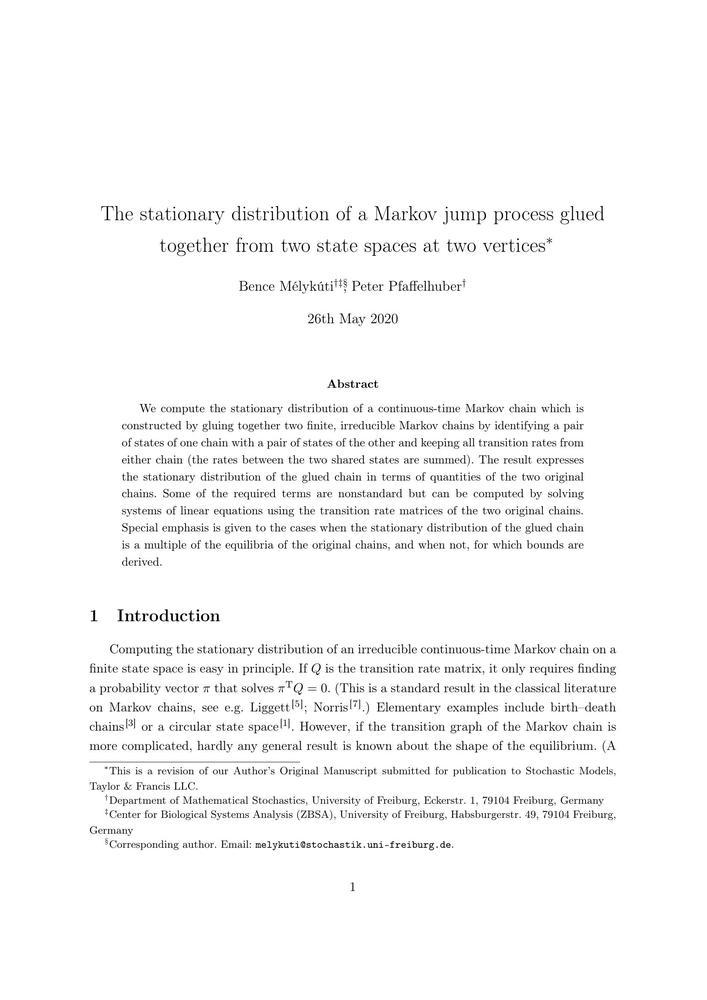 The stationary distribution of a Markov jump process glued
together from two state spaces at two vertices*
Bence Mélykúti†‡§, Peter Pfaffelhuber†
26th May 2020
Abstract
We compute the stationary distribution of a continuous-time Markov chain which is
constructed by gluing together two finite, irreducible Markov chains by identifying a pair
of states of one chain with a pair of states of the other and keeping all transition rates from
either chain (the rates between the two shared states are summed). The result expresses
the stationary distribution of the glued chain in terms of quantities of the two original
chains. Some of the required terms are nonstandard but can be computed by solving
systems of linear equations using the transition rate matrices of the two original chains.
Special emphasis is given to the cases when the stationary distribution of the glued chain
is a multiple of the equilibria of the original chains, and when not, for which bounds are
derived.
1 Introduction
Computing the stationary distribution of an irreducible continuous-time Markov chain on a
finite state space is easy in principle. If Q is the transition rate matrix, it only requires finding
a probability vector π that solves πᵀQ = 0. (This is a standard result in the classical literature
on Markov chains, see e.g. Liggett[5]; Norris[7].) Elementary examples include birth–death
chains[3] or a circular state space[1]. However, if the transition graph of the Markov chain is
more complicated, hardly any general result is known about the shape of the equilibrium. (A
*This is a revision of our Author's Original Manuscript submitted for publication to Stochastic Models,
Taylor & Francis LLC.
†Department of Mathematical Stochastics, University of Freiburg, Eckerstr. 1, 79104 Freiburg, Germany
‡Center for Biological Systems Analysis (ZBSA), University of Freiburg, Habsburgerstr. 49, 79104 Freiburg,
Germany
§Corresponding author. Email: melykuti@stochastik.uni-freiburg.de.
1